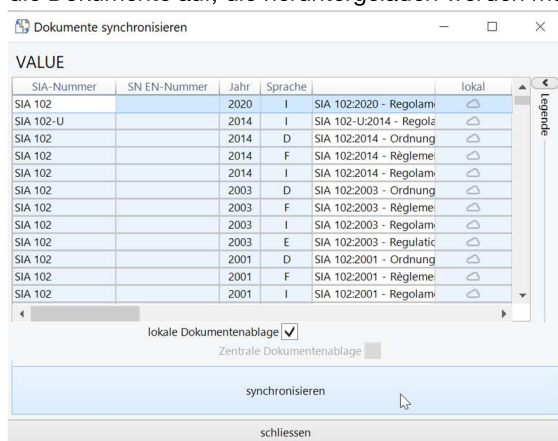 Dokumente synchronisieren
VALUE
SIA-Nummer SN EN-Nummer Jahr Sprache lokal
SIA 102 2020 I SIA 102:2020 - Regolam
SIA 102-U 2014 I SIA 102-U:2014 - Regola
SIA 102 2014 D SIA 102:2014 - Ordnung
SIA 102 2014 F SIA 102:2014 - Règleme
SIA 102 2014 I SIA 102:2014 - Regolam
SIA 102 2003 D SIA 102:2003 - Ordnung
SIA 102 2003 F SIA 102:2003 - Règleme
SIA 102 2003 I SIA 102:2003 - Regolam
SIA 102 2003 E SIA 102:2003 - Regulatic
SIA 102 2001 D SIA 102:2001 - Ordnung
SIA 102 2001 F SIA 102:2001 - Règleme
SIA 102 2001 I SIA 102:2001 - Regolam
Legende
lokale Dokumentenablage
Zentrale Dokumentenablage
synchronisieren
schliessen